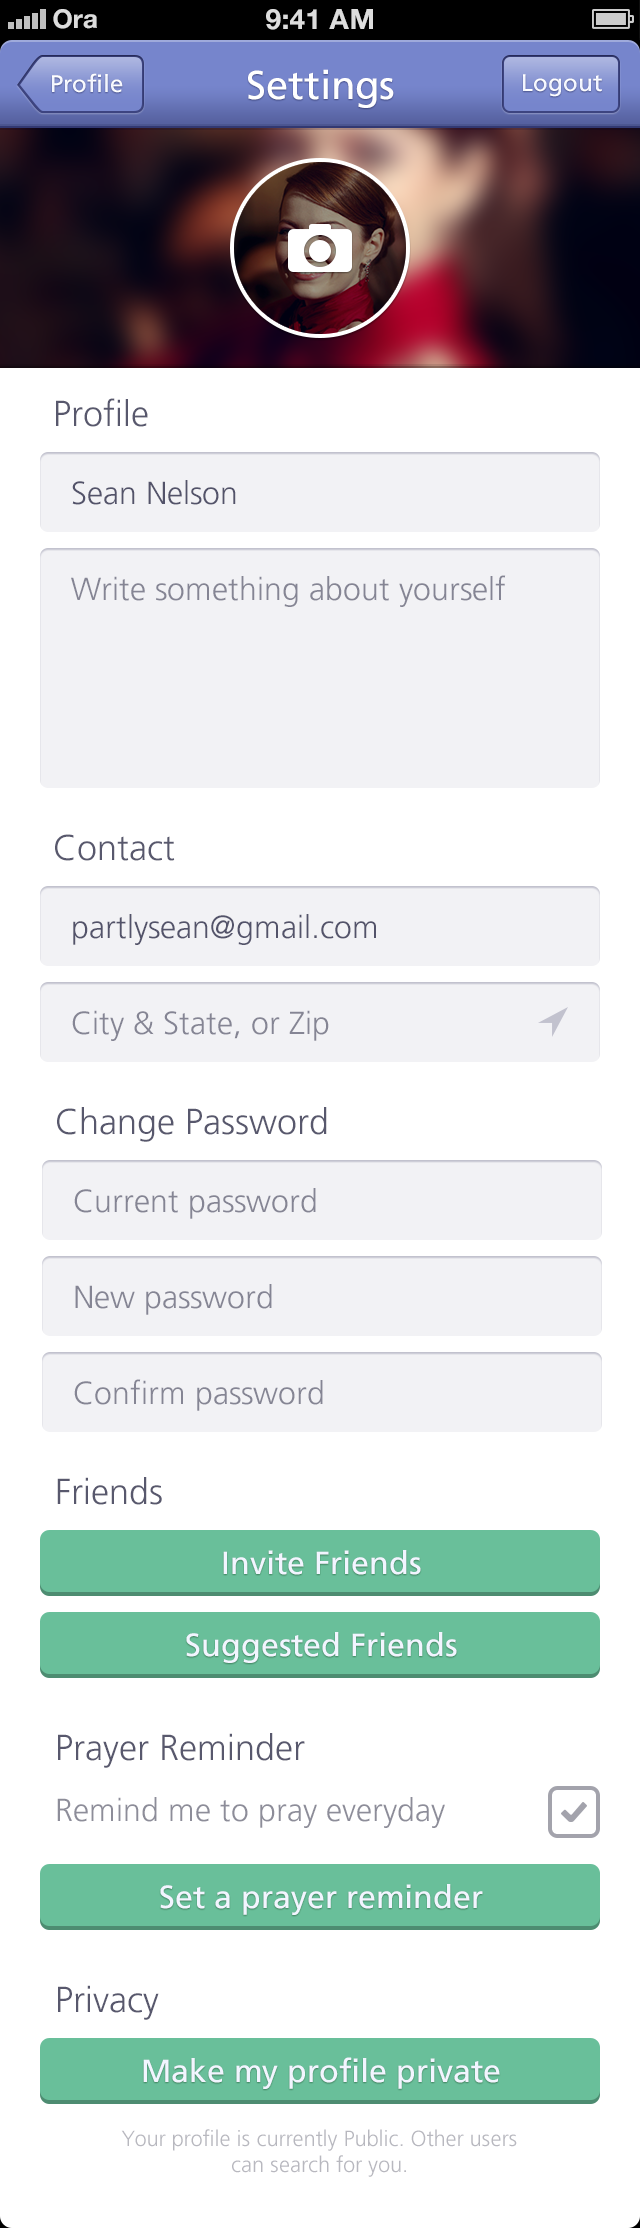 Ora 9:41 AM
Profile Settings Logout
Profile
Sean Nelson
Write something about yourself
Contact
partlysean@gmail.com
City & State, or Zip
Change Password
Current password
New password
Confirm password
Friends
Invite Friends
Suggested Friends
Prayer Reminder
Remind me to pray everyday
Set a prayer reminder
Privacy
Make my profile private
Your profile is currently Public. Other users
can search for you.